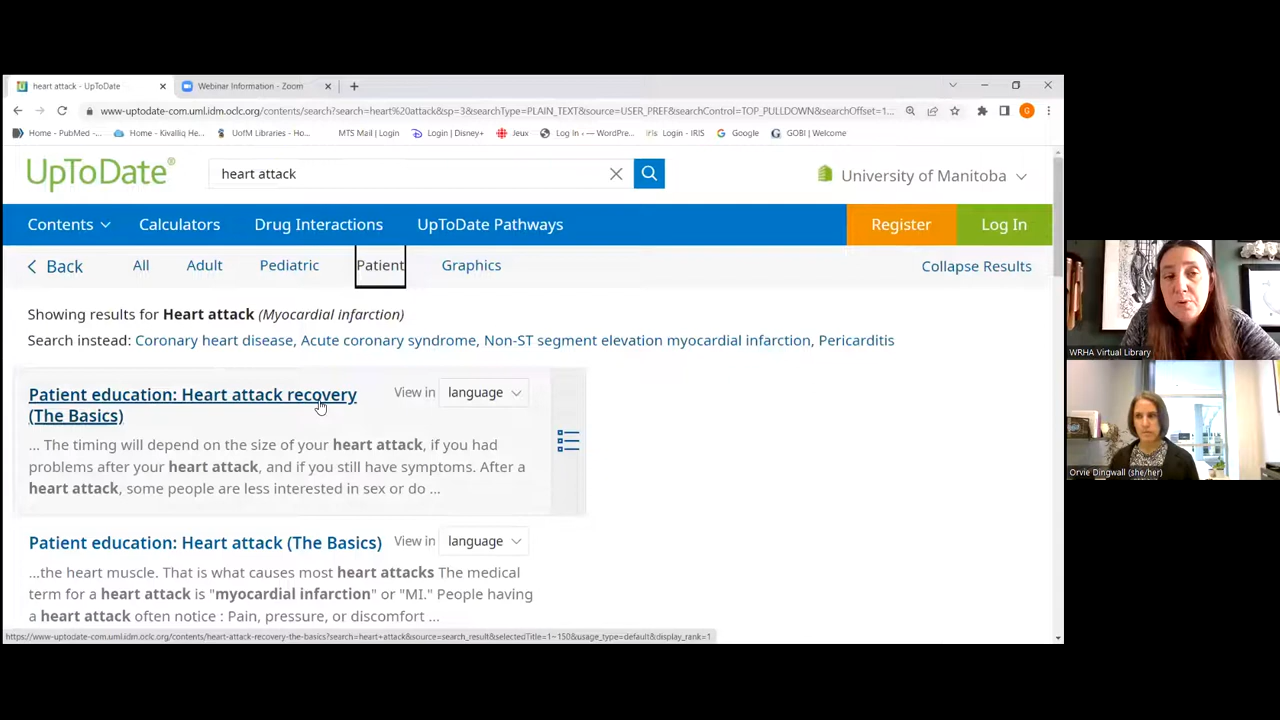 heart attack - UpToDate
Webinar Information - Zoom
www-uptodate-com.uml.idm.oclc.org/contents/search?search=heart%20attack&sp=3&searchType=PLAIN_TEXT&source=USER_PREF&searchControl=TOP_PULLDOWN&searchOffset=1...
Home - PubMed -... Home - Kivalliq He... UofM Libraries - Ho... MTS Mail | Login Login | Disney+ Jeux Log In ‹ — WordPre... Login - IRIS Google GOBI | Welcome
UpToDate®
heart attack
University of Manitoba
Contents Calculators Drug Interactions UpToDate Pathways Register Log In
Back All Adult Pediatric Patient Graphics Collapse Results
Showing results for Heart attack (Myocardial infarction)
Search instead: Coronary heart disease, Acute coronary syndrome, Non-ST segment elevation myocardial infarction, Pericarditis
Patient education: Heart attack recovery (The Basics)
View in language
... The timing will depend on the size of your heart attack, if you had
problems after your heart attack, and if you still have symptoms. After a
heart attack, some people are less interested in sex or do ...
Patient education: Heart attack (The Basics) View in language
...the heart muscle. That is what causes most heart attacks The medical
term for a heart attack is "myocardial infarction" or "MI." People having
a heart attack often notice : Pain, pressure, or discomfort ...
https://www-uptodate-com.uml.idm.oclc.org/contents/heart-attack-recovery-the-basics?search=heart+attack&source=search_result&selectedTitle=1~150&usage_type=default&display_rank=1
WRHA Virtual Library
Orvie Dingwall (she/her)